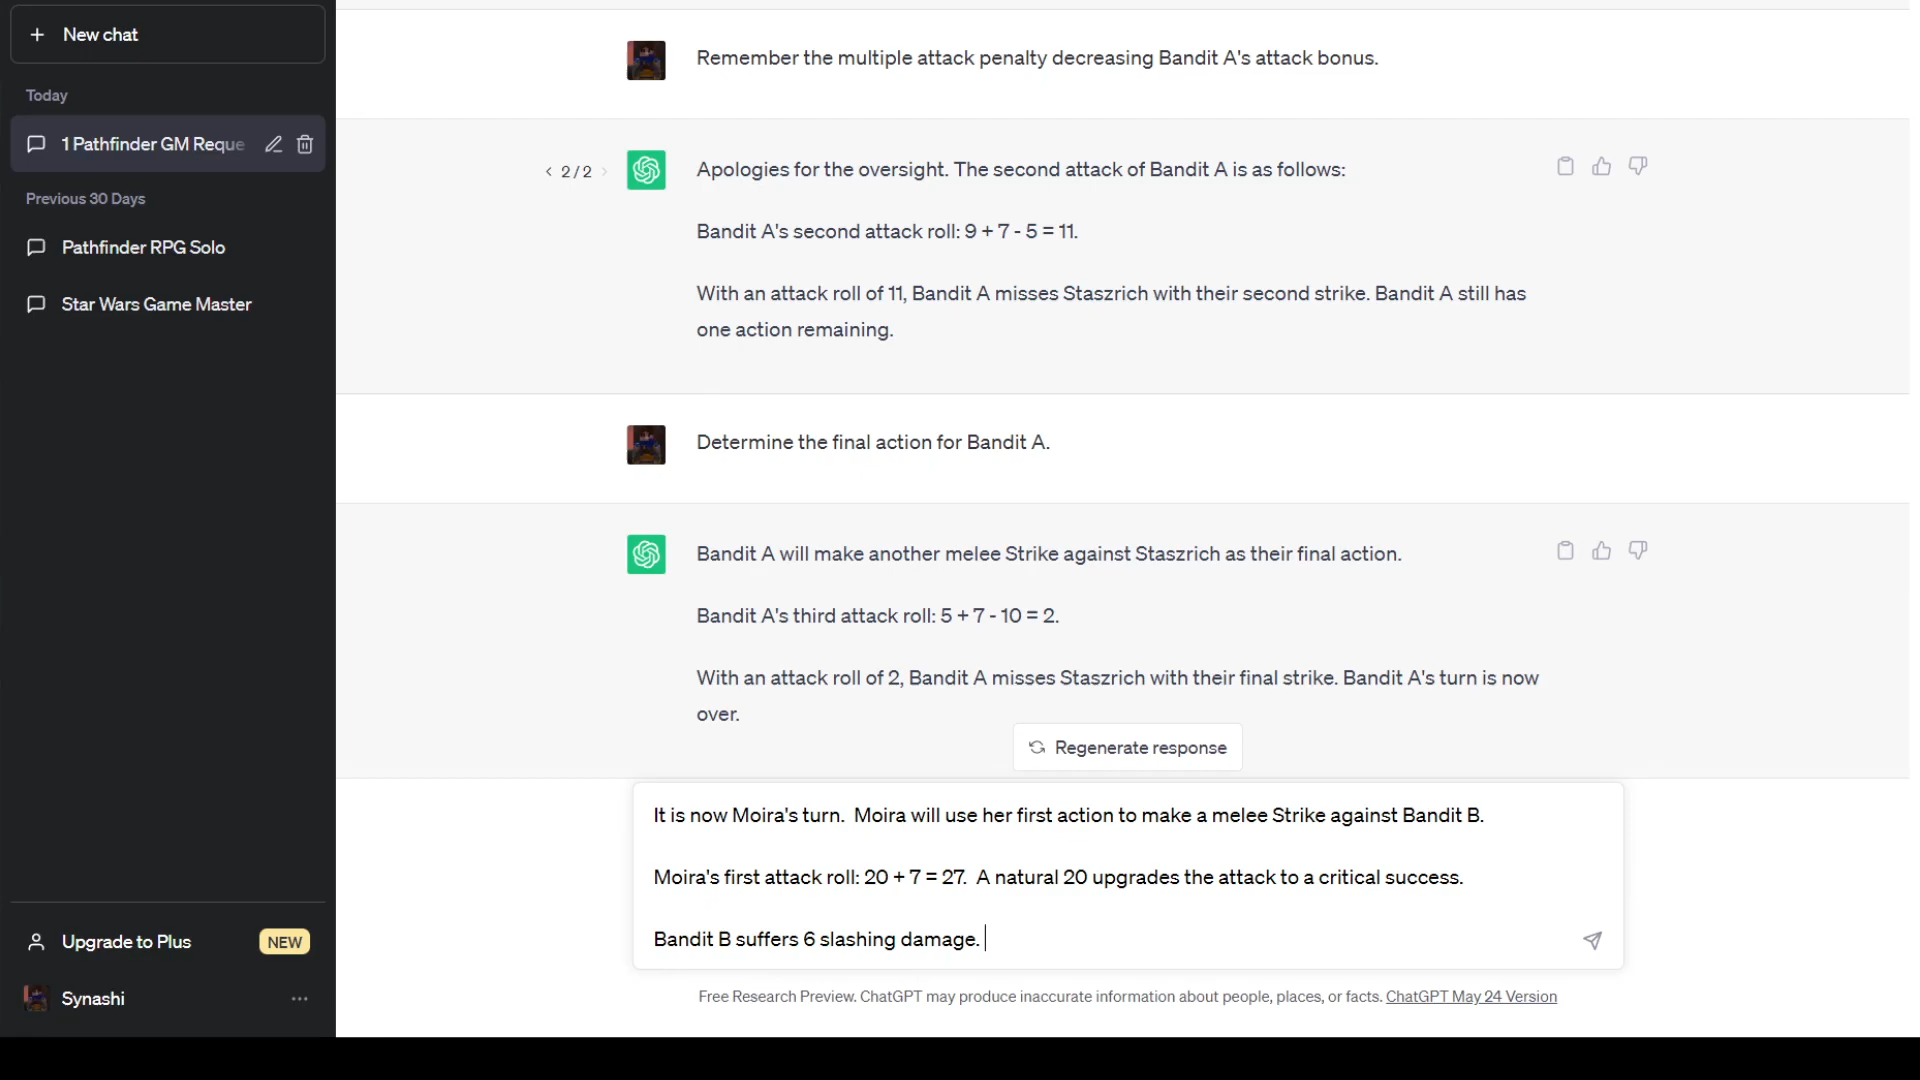 New chat
Today
1 Pathfinder GM Reque
Previous 30 Days
Pathfinder RPG Solo
Star Wars Game Master
Upgrade to Plus NEW
Synashi
Remember the multiple attack penalty decreasing Bandit A's attack bonus.
2 / 2
Apologies for the oversight. The second attack of Bandit A is as follows:
Bandit A's second attack roll: 9 + 7 - 5 = 11.
With an attack roll of 11, Bandit A misses Staszrich with their second strike. Bandit A still has
one action remaining.
Determine the final action for Bandit A.
Bandit A will make another melee Strike against Staszrich as their final action.
Bandit A's third attack roll: 5 + 7 - 10 = 2.
With an attack roll of 2, Bandit A misses Staszrich with their final strike. Bandit A's turn is now
over.
Regenerate response
It is now Moira's turn.  Moira will use her first action to make a melee Strike against Bandit B.
Moira's first attack roll: 20 + 7 = 27.  A natural 20 upgrades the attack to a critical success.
Bandit B suffers 6 slashing damage.
Free Research Preview. ChatGPT may produce inaccurate information about people, places, or facts. ChatGPT May 24 Version